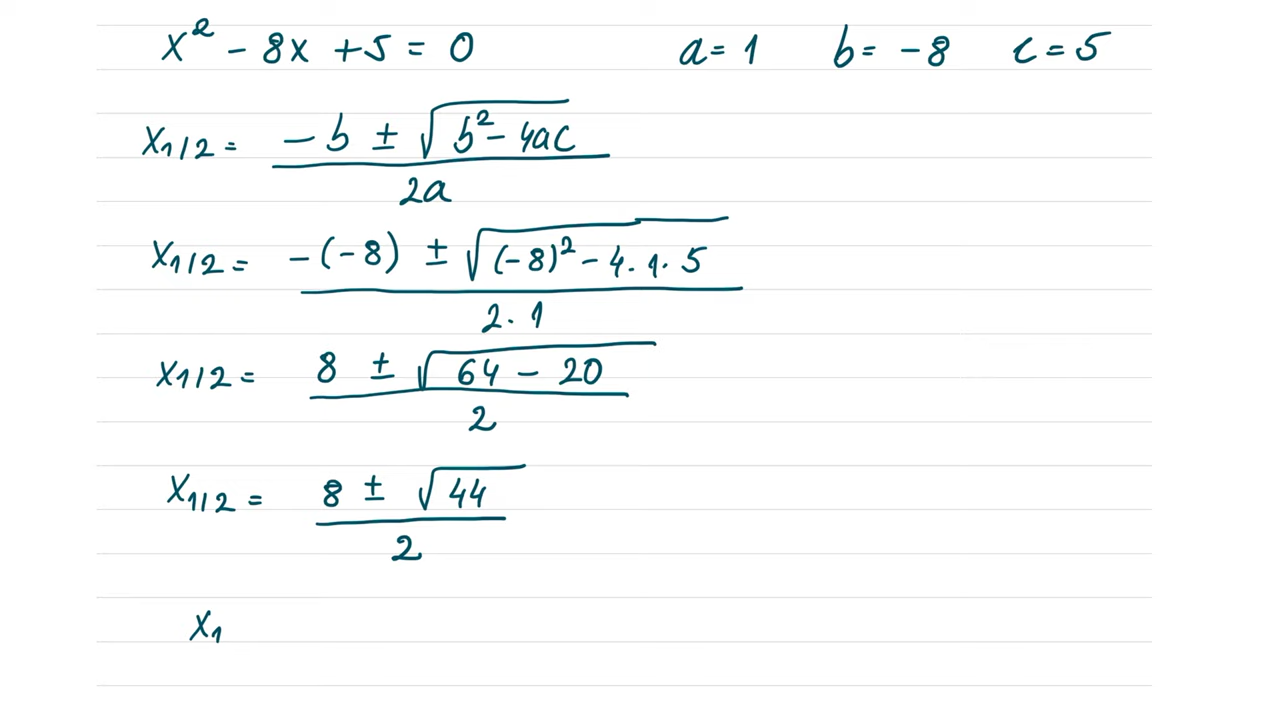 x² - 8x + 5 = 0 a = 1 b = -8 c = 5
x1/2 = (-b ± √(b² - 4ac)) / 2a
x1/2 = (-(-8) ± √((-8)² - 4·1·5)) / 2·1
x1/2 = (8 ± √(64 - 20)) / 2
x1/2 = (8 ± √44) / 2
x1